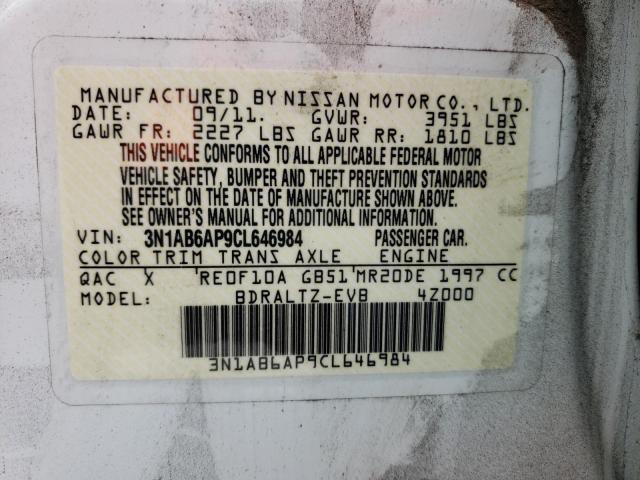 MANUFACTURED BY NISSAN MOTOR CO., LTD.
DATE: 09/11. GVWR: 3951 LBS
GAWR FR: 2227 LBS GAWR RR: 1810 LBS
THIS VEHICLE CONFORMS TO ALL APPLICABLE FEDERAL MOTOR
VEHICLE SAFETY, BUMPER AND THEFT PREVENTION STANDARDS
IN EFFECT ON THE DATE OF MANUFACTURE SHOWN ABOVE.
SEE OWNER'S MANUAL FOR ADDITIONAL INFORMATION.
VIN: 3N1AB6AP9CL646984 PASSENGER CAR.
COLOR TRIM TRANS AXLE ENGINE
QAC X RE0F10A GB51 MR20DE 1997 CC
MODEL: BDRALTZ-EVB 4Z000
3N1AB6AP9CL646984